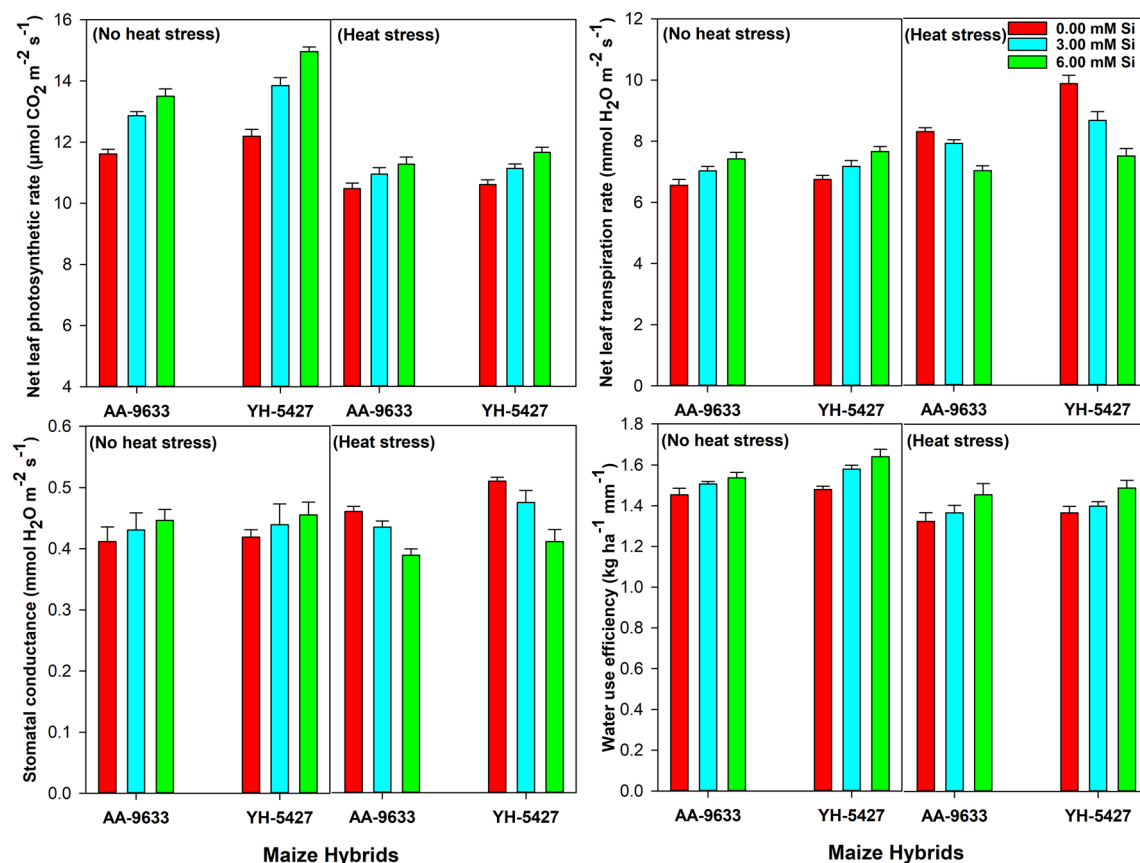 Net leaf photosynthetic rate (µmol CO2 m-2 s-1)
16
14
12
10
8
6
4
(No heat stress)
(Heat stress)
AA-9633
YH-5427
AA-9633
YH-5427
Net leaf transpiration rate (mmol H2O m-2 s-1)
12
10
8
6
4
2
0
(No heat stress)
(Heat stress)
0.00 mM Si
3.00 mM Si
6.00 mM Si
AA-9633
YH-5427
AA-9633
YH-5427
Stomatal conductance (mmol H2O m-2 s-1)
0.6
0.5
0.4
0.3
0.2
0.1
0.0
(No heat stress)
(Heat stress)
AA-9633
YH-5427
AA-9633
YH-5427
Maize Hybrids
Water use efficiency (kg ha-1 mm-1)
1.8
1.6
1.4
1.2
1.0
0.8
0.6
0.4
0.2
0.0
(No heat stress)
(Heat stress)
AA-9633
YH-5427
AA-9633
YH-5427
Maize Hybrids